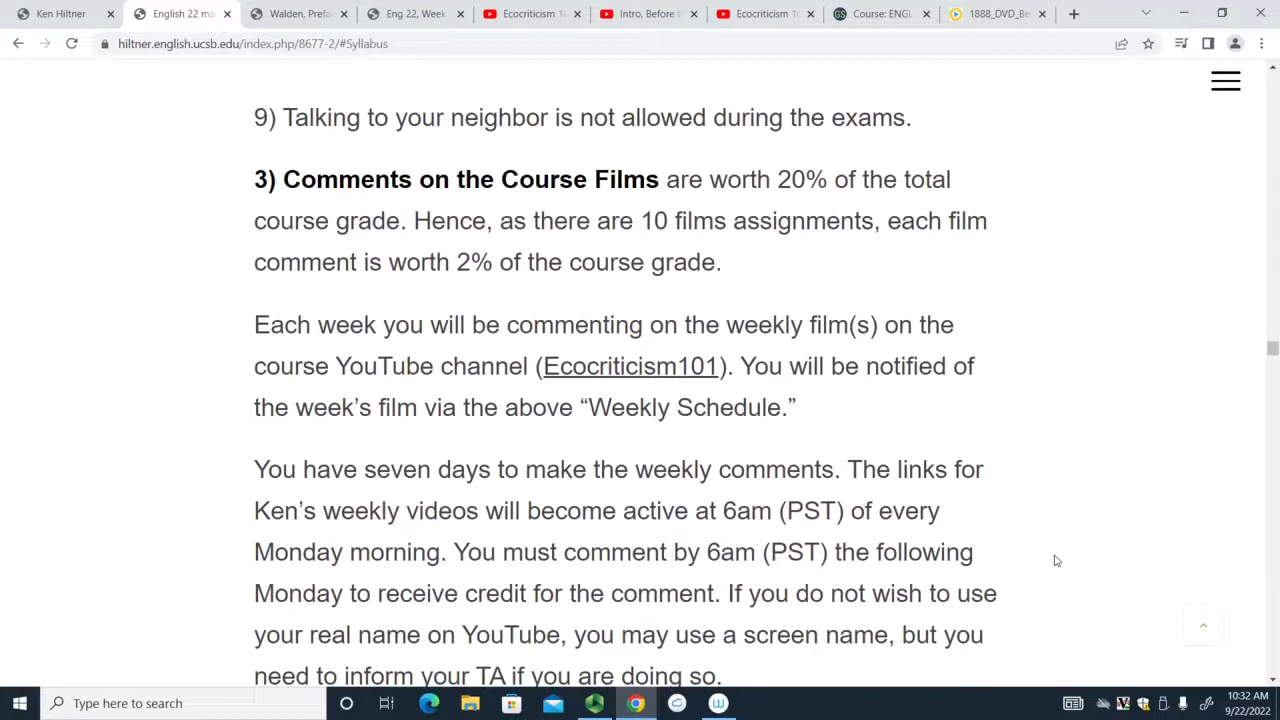 Ken Hiltner
English 22 ma
Walden, Prefa
Eng 22, Week
Ecocriticism 1
Intro, Before t
Ecocriticism 1
Course: ENGL
1888_DVD_Be
hiltner.english.ucsb.edu/index.php/8677-2/#Syllabus
9) Talking to your neighbor is not allowed during the exams.
3) Comments on the Course Films are worth 20% of the total
course grade. Hence, as there are 10 films assignments, each film
comment is worth 2% of the course grade.
Each week you will be commenting on the weekly film(s) on the
course YouTube channel (Ecocriticism101). You will be notified of
the week’s film via the above “Weekly Schedule.”
You have seven days to make the weekly comments. The links for
Ken’s weekly videos will become active at 6am (PST) of every
Monday morning. You must comment by 6am (PST) the following
Monday to receive credit for the comment. If you do not wish to use
your real name on YouTube, you may use a screen name, but you
need to inform your TA if you are doing so.
Type here to search
10:32 AM
9/22/2022